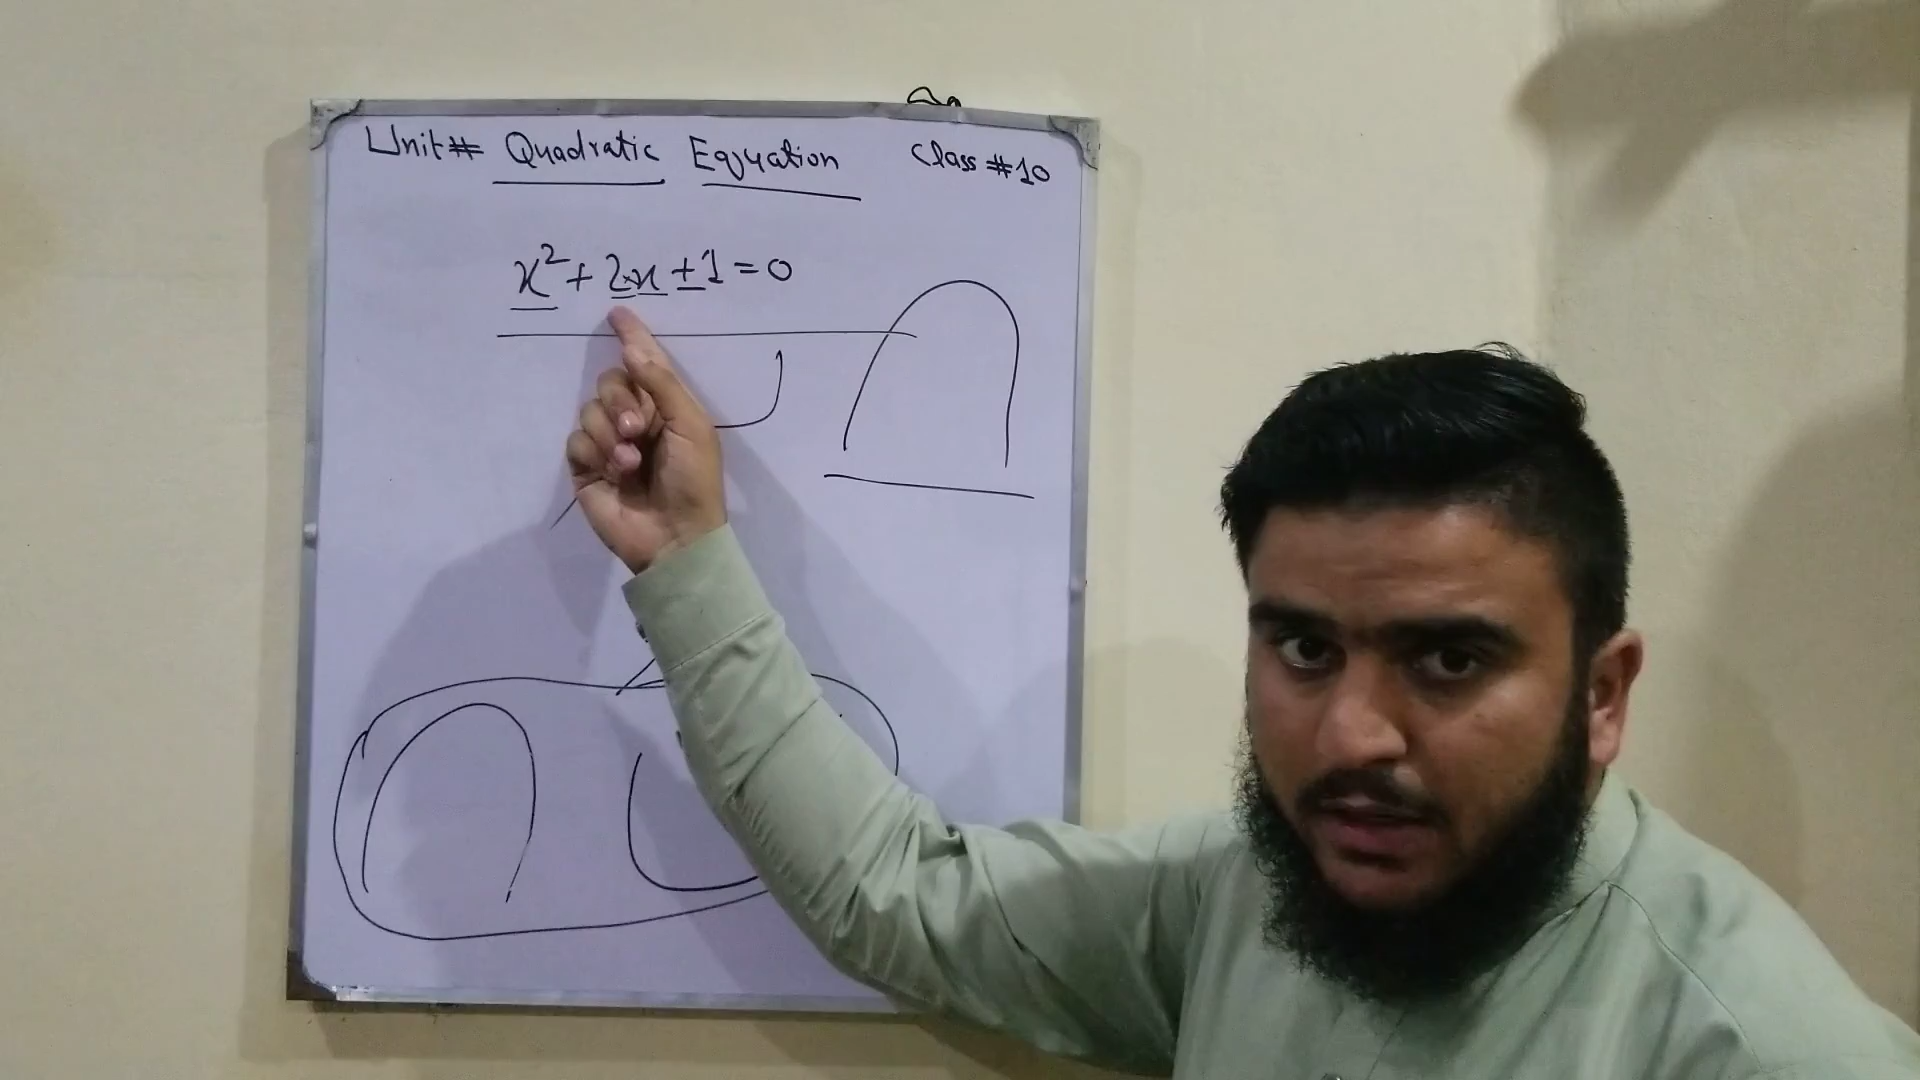 Unit# Quadratic Equation Class #10
x² + 2x + 1 = 0